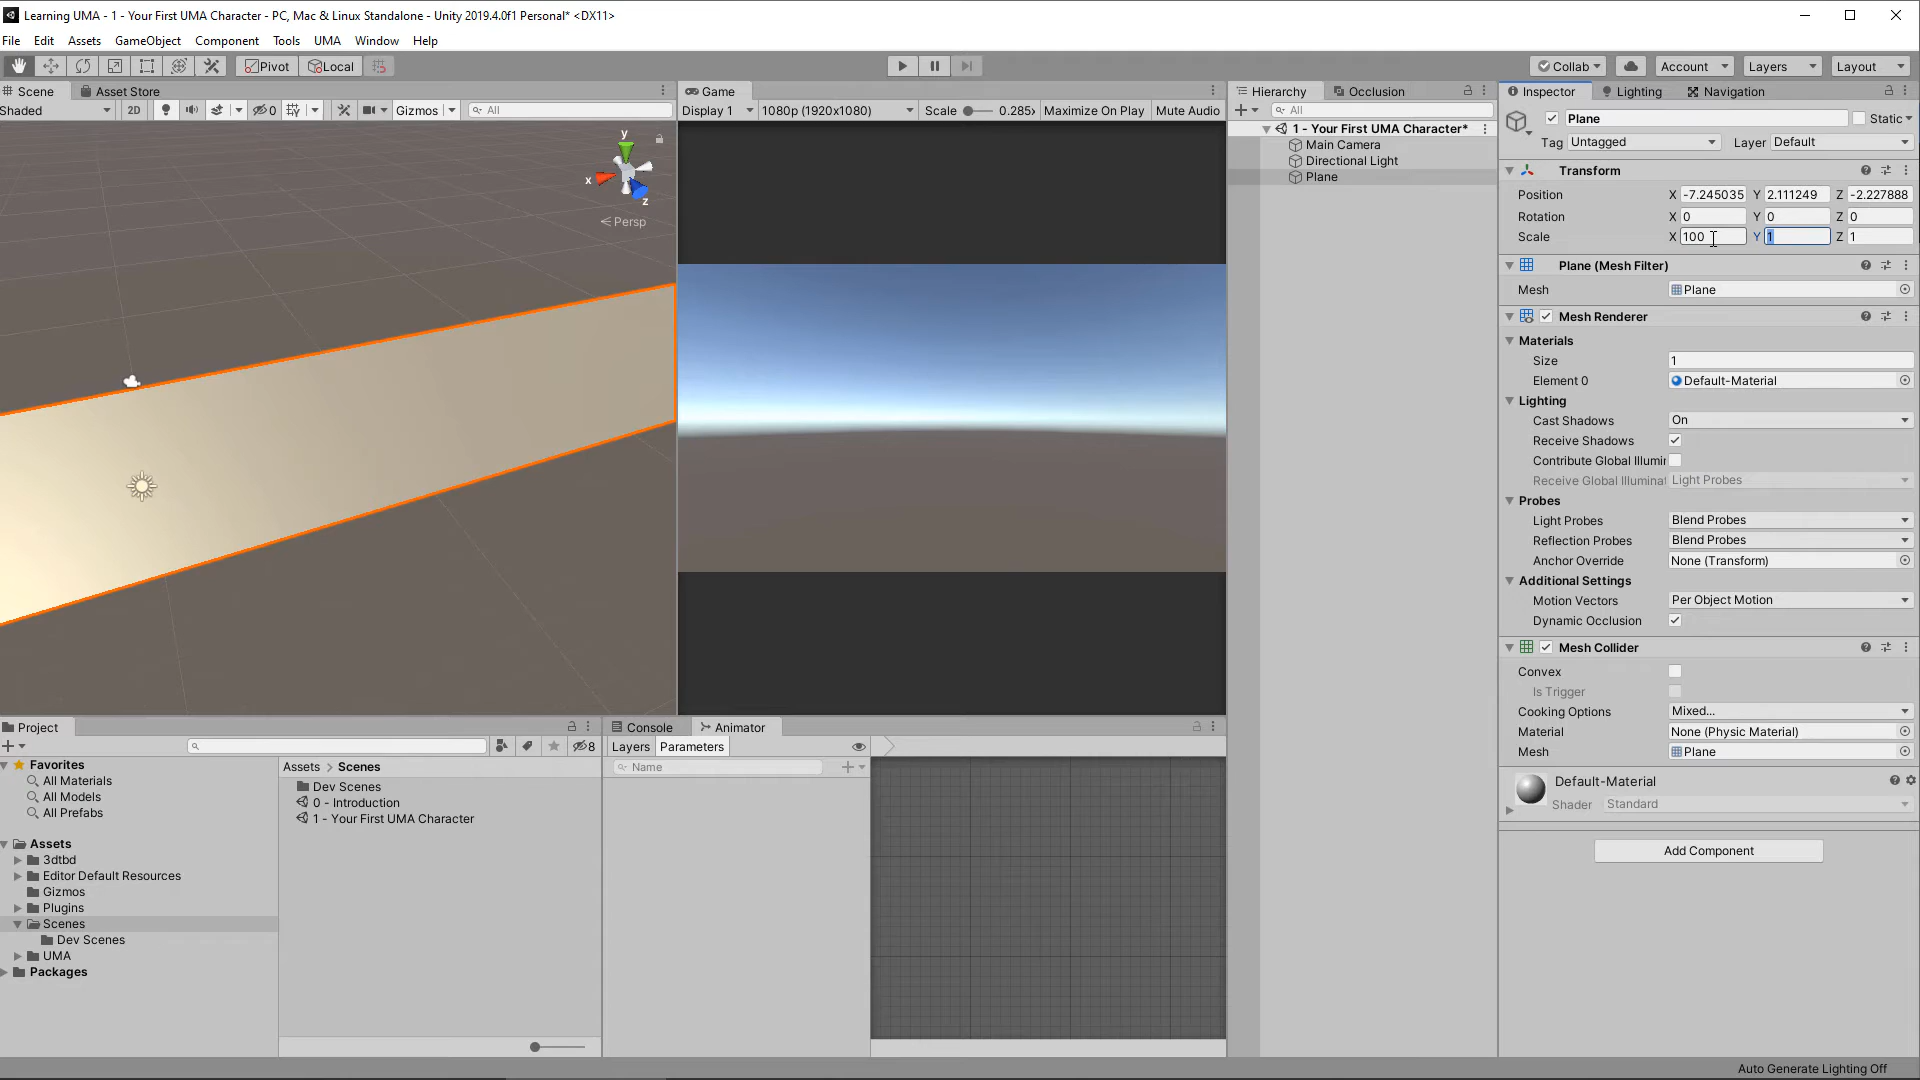 Learning UMA - 1 - Your First UMA Character - PC, Mac & Linux Standalone - Unity 2019.4.0f1 Personal* <DX11>
File Edit Assets GameObject Component Tools UMA Window Help
Pivot Local Collab Account Layers Layout
Scene Asset Store
Shaded 2D 0 Gizmos All
y
x
z
Persp
Game
Display 1 1080p (1920x1080) Scale 0.285x Maximize On Play Mute Audio
Hierarchy Occlusion
All
1 - Your First UMA Character*
Main Camera
Directional Light
Plane
Inspector Lighting Navigation
Plane Static
Tag Untagged Layer Default
Transform
Position X -7.245035 Y 2.111249 Z -2.227888
Rotation X 0 Y 0 Z 0
Scale X 100 Y 1 Z 1
Plane (Mesh Filter)
Mesh Plane
Mesh Renderer
Materials
Size 1
Element 0 Default-Material
Lighting
Cast Shadows On
Receive Shadows
Contribute Global Illumir
Receive Global Illuminat Light Probes
Probes
Light Probes Blend Probes
Reflection Probes Blend Probes
Anchor Override None (Transform)
Additional Settings
Motion Vectors Per Object Motion
Dynamic Occlusion
Mesh Collider
Convex
Is Trigger
Cooking Options Mixed...
Material None (Physic Material)
Mesh Plane
Default-Material
Shader Standard
Add Component
Project
8
Favorites
All Materials
All Models
All Prefabs
Assets
3dtbd
Editor Default Resources
Gizmos
Plugins
Scenes
Dev Scenes
UMA
Packages
Assets > Scenes
Dev Scenes
0 - Introduction
1 - Your First UMA Character
Console Animator
Layers Parameters
Name
Auto Generate Lighting Off